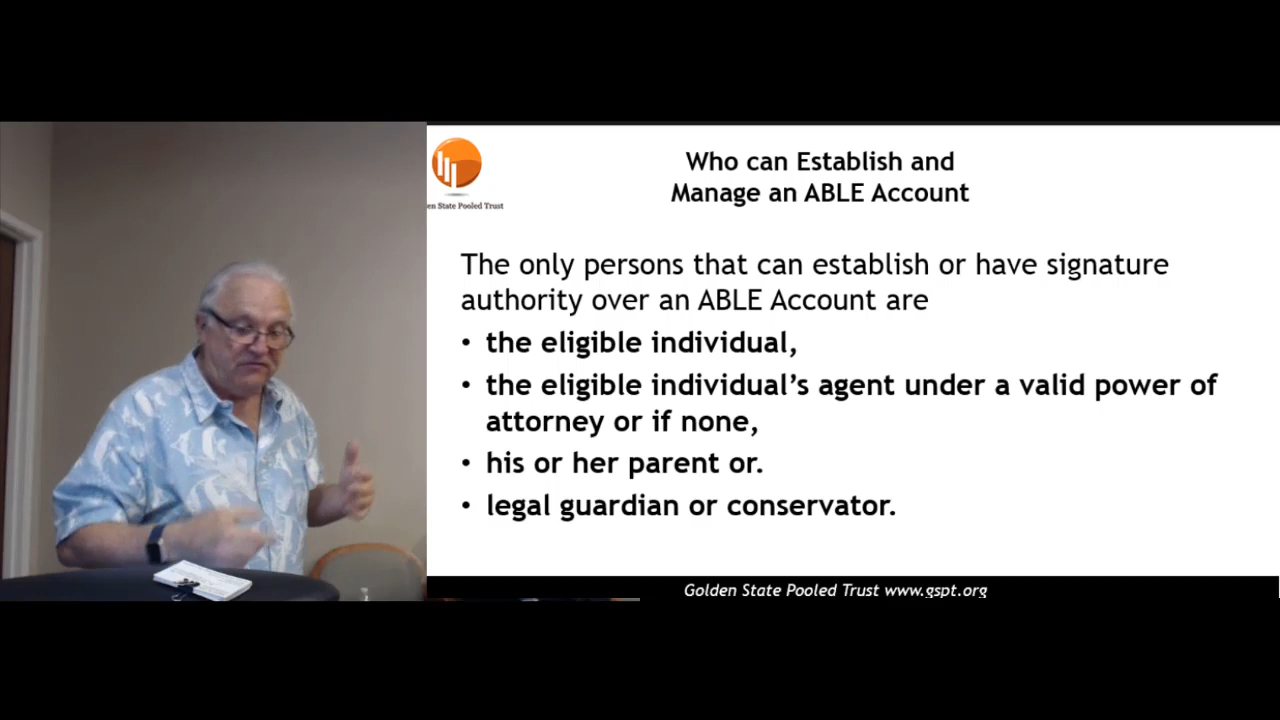 en State Pooled Trust
Who can Establish and
Manage an ABLE Account
The only persons that can establish or have signature
authority over an ABLE Account are
• the eligible individual,
• the eligible individual’s agent under a valid power of
attorney or if none,
• his or her parent or.
• legal guardian or conservator.
Golden State Pooled Trust www.gspt.org